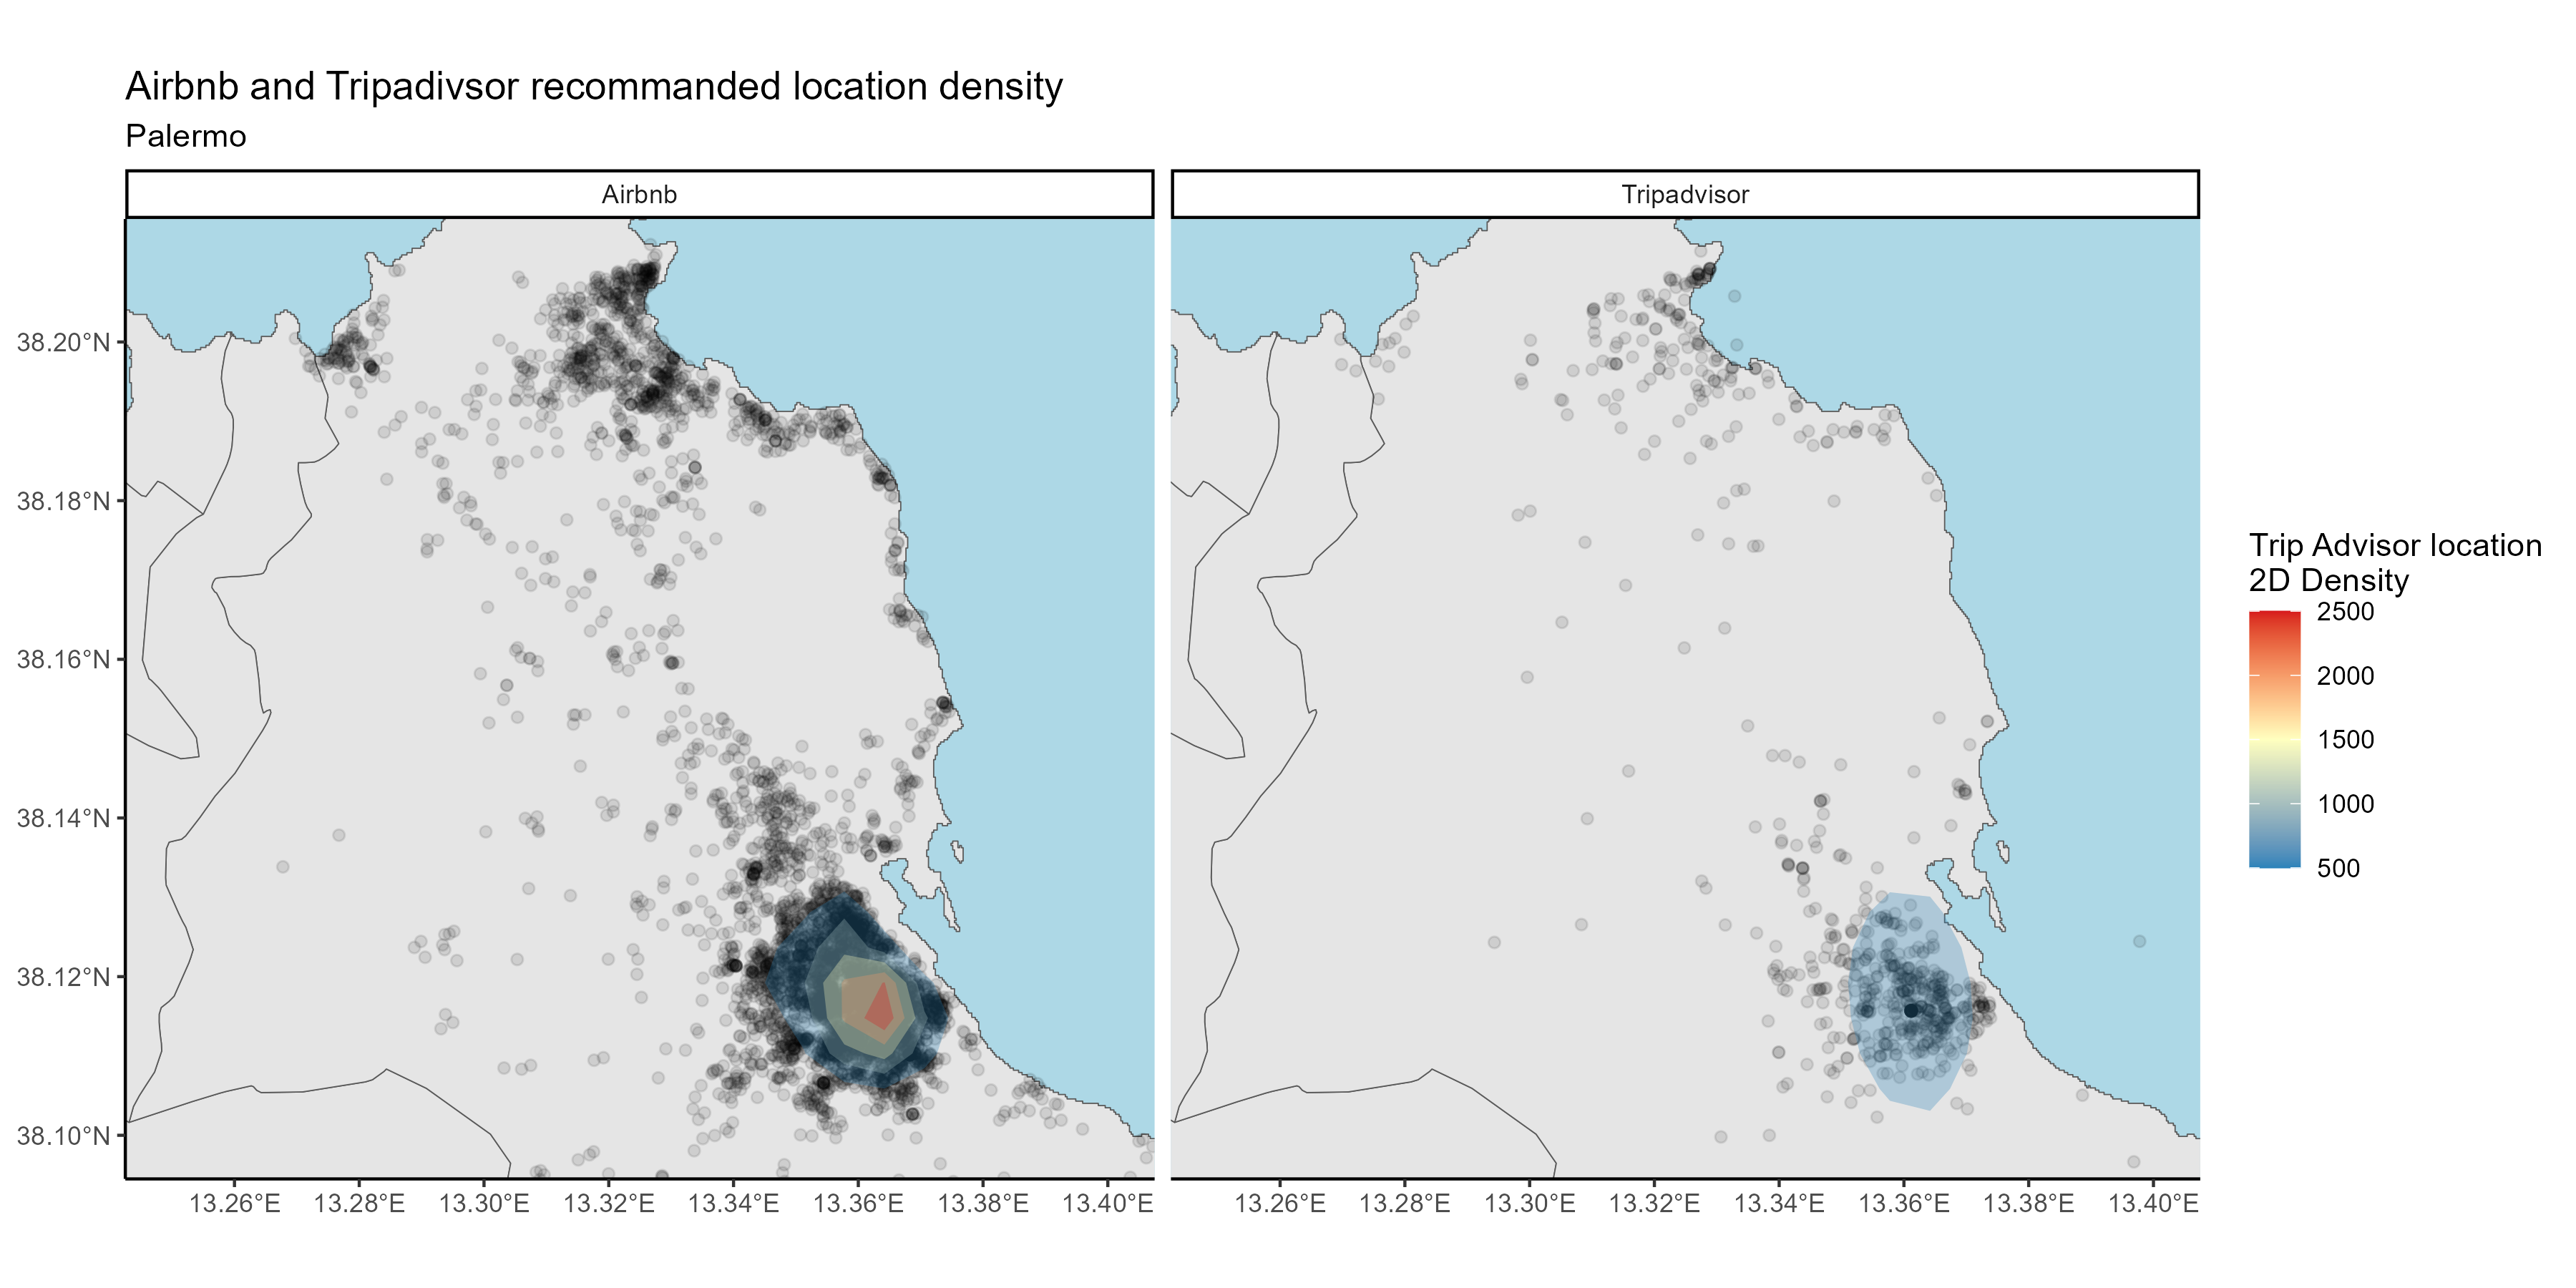 Airbnb and Tripadivsor recommanded location density
Palermo
Airbnb
Tripadvisor
38.20°N
38.18°N
38.16°N
38.14°N
38.12°N
38.10°N
13.26°E 13.28°E 13.30°E 13.32°E 13.34°E 13.36°E 13.38°E 13.40°E
13.26°E 13.28°E 13.30°E 13.32°E 13.34°E 13.36°E 13.38°E 13.40°E
Trip Advisor location
2D Density
2500
2000
1500
1000
500